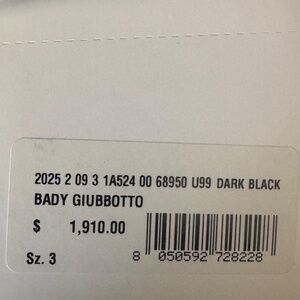 2025 2 09 3 1A524 00 68950 U99 DARK BLACK
BADY GIUBBOTTO
$ 1,910.00
Sz. 3
8 050592 728228